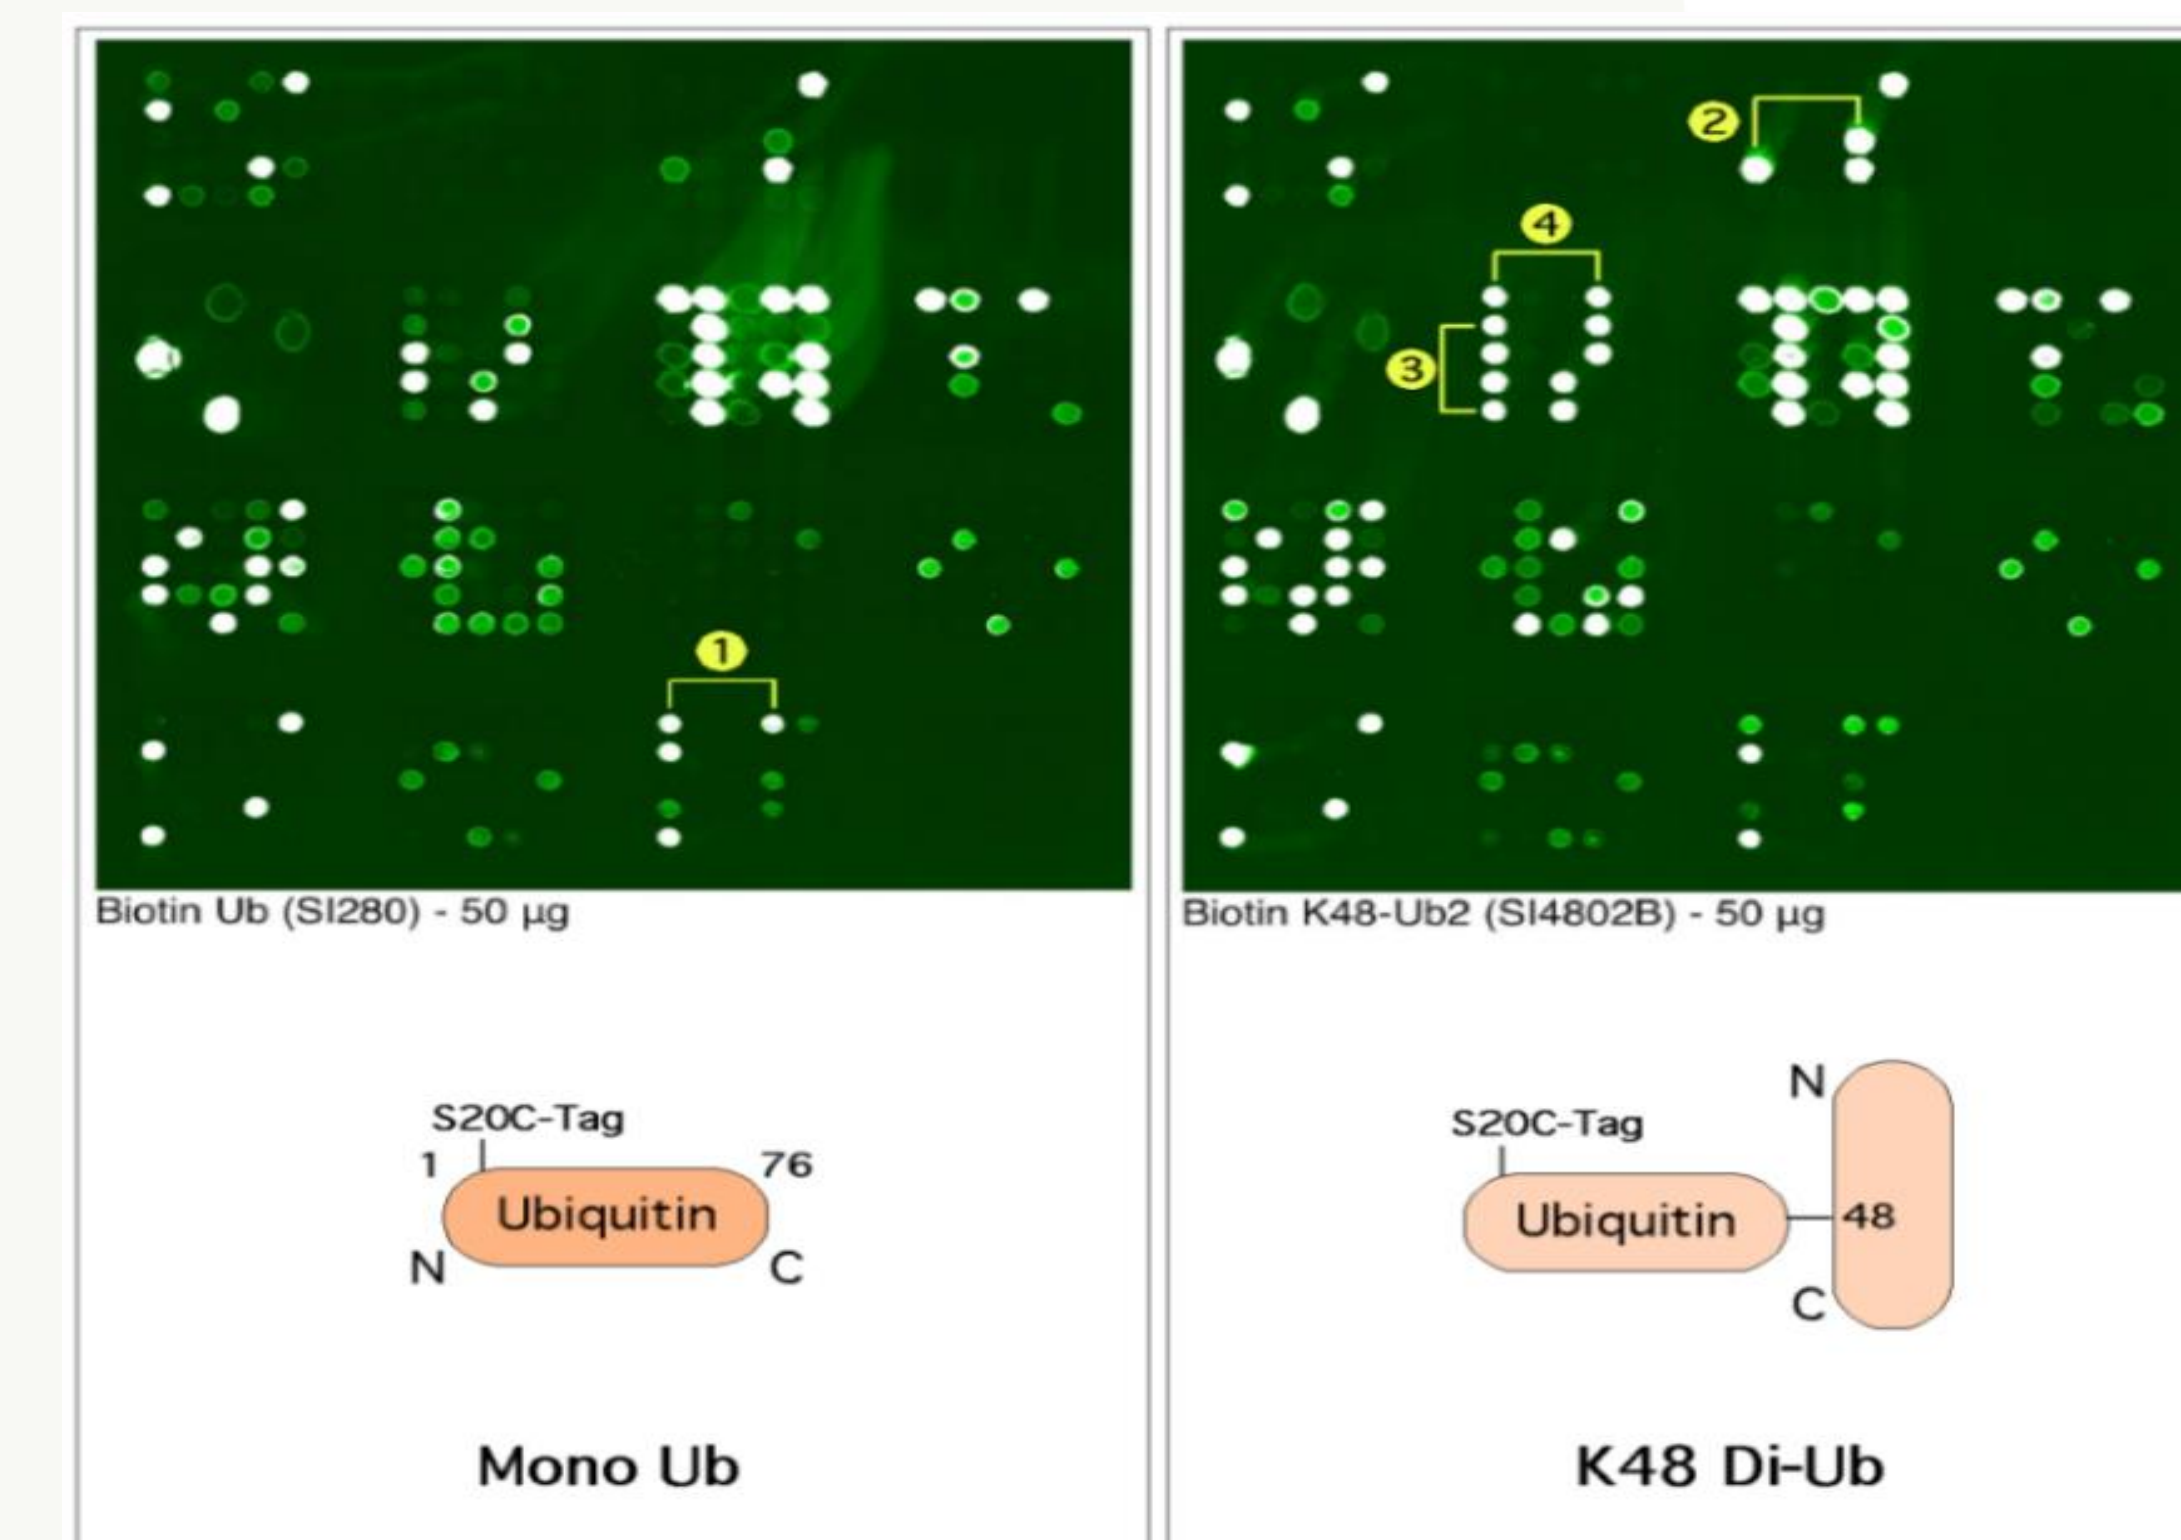 2
4
3
1
Biotin Ub (SI280) - 50 µg
Biotin K48-Ub2 (SI4802B) - 50 µg
S20C-Tag
1
76
Ubiquitin
N
C
Mono Ub
S20C-Tag
N
Ubiquitin
48
C
K48 Di-Ub